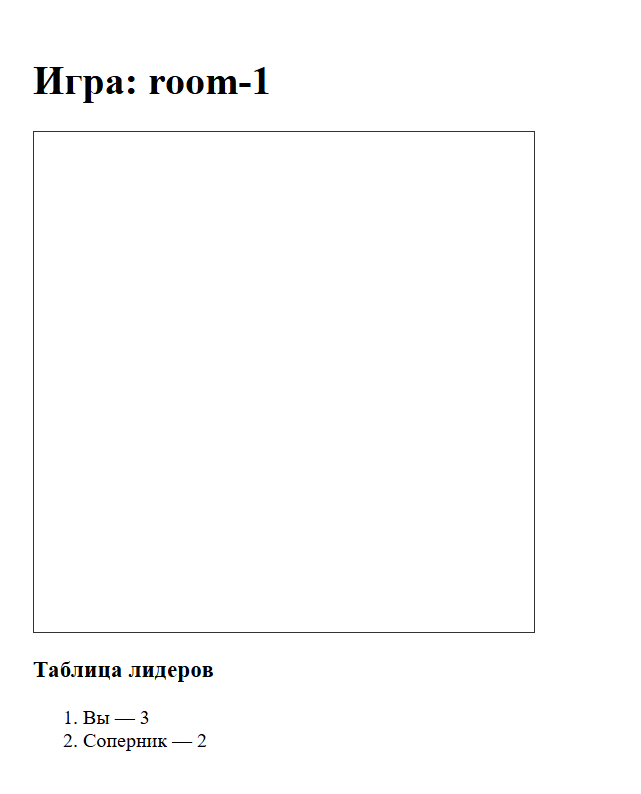 Игра: room-1
Таблица лидеров
1. Вы — 3
2. Соперник — 2